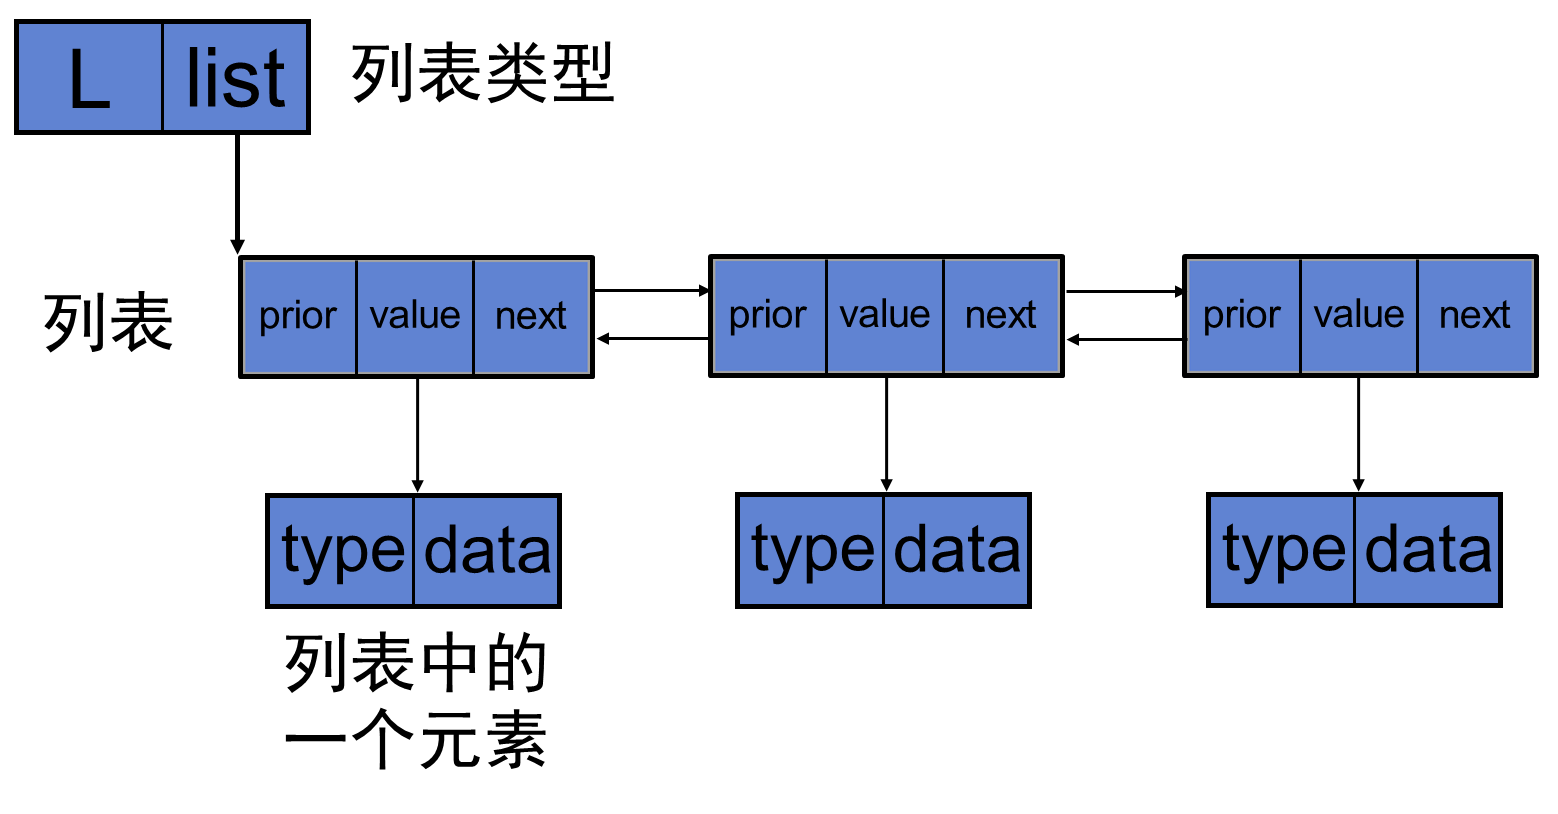 L list 列表类型
列表 prior value next prior value next prior value next
type data type data type data
列表中的
一个元素